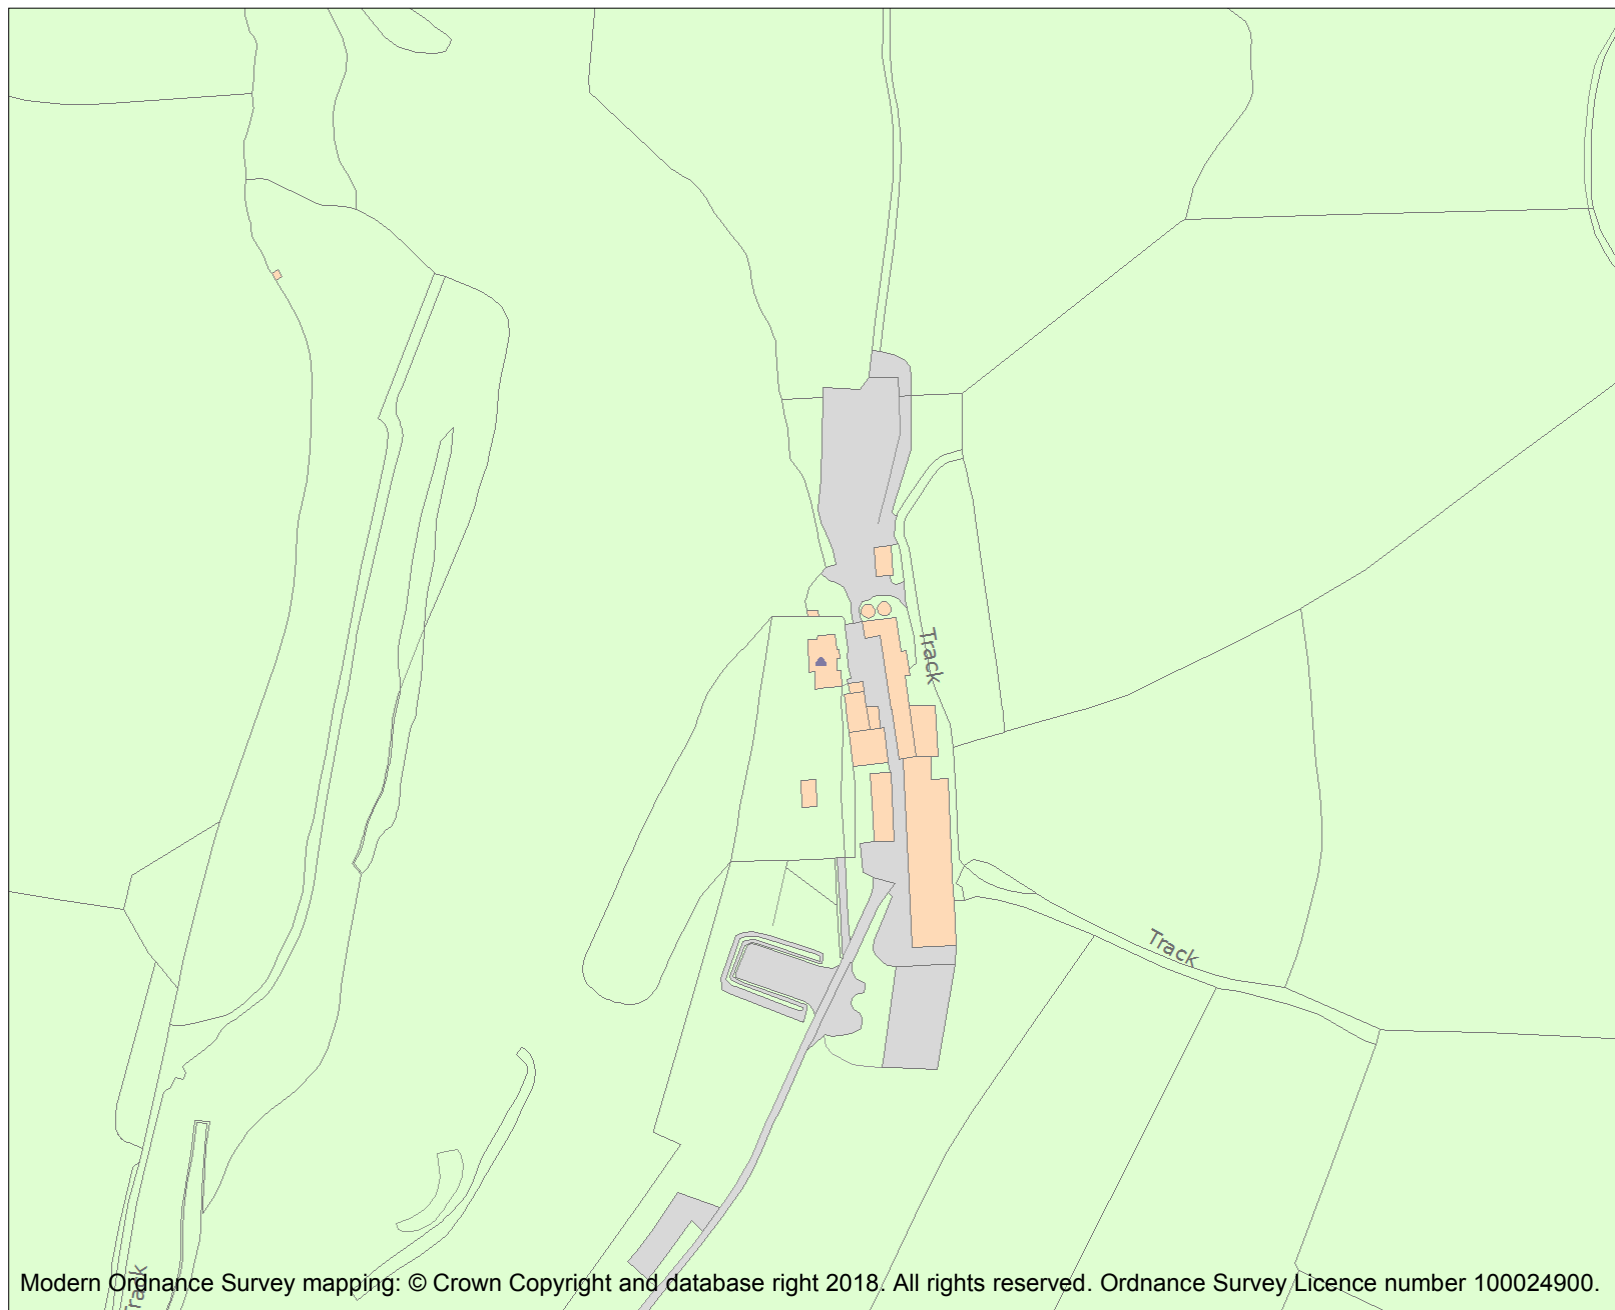 Track
Track
Track
Modern Ordnance Survey mapping: © Crown Copyright and database right 2018. All rights reserved. Ordnance Survey Licence number 100024900.